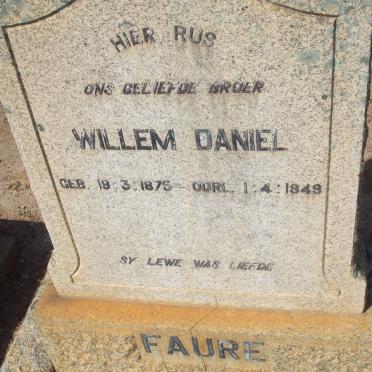 HIER RUS
ONS GELIEFDE BROER
WILLEM DANIEL
GEB. 19.3.1875 — OORL. 1.4.1949
SY LEWE WAS LIEFDE
FAURE